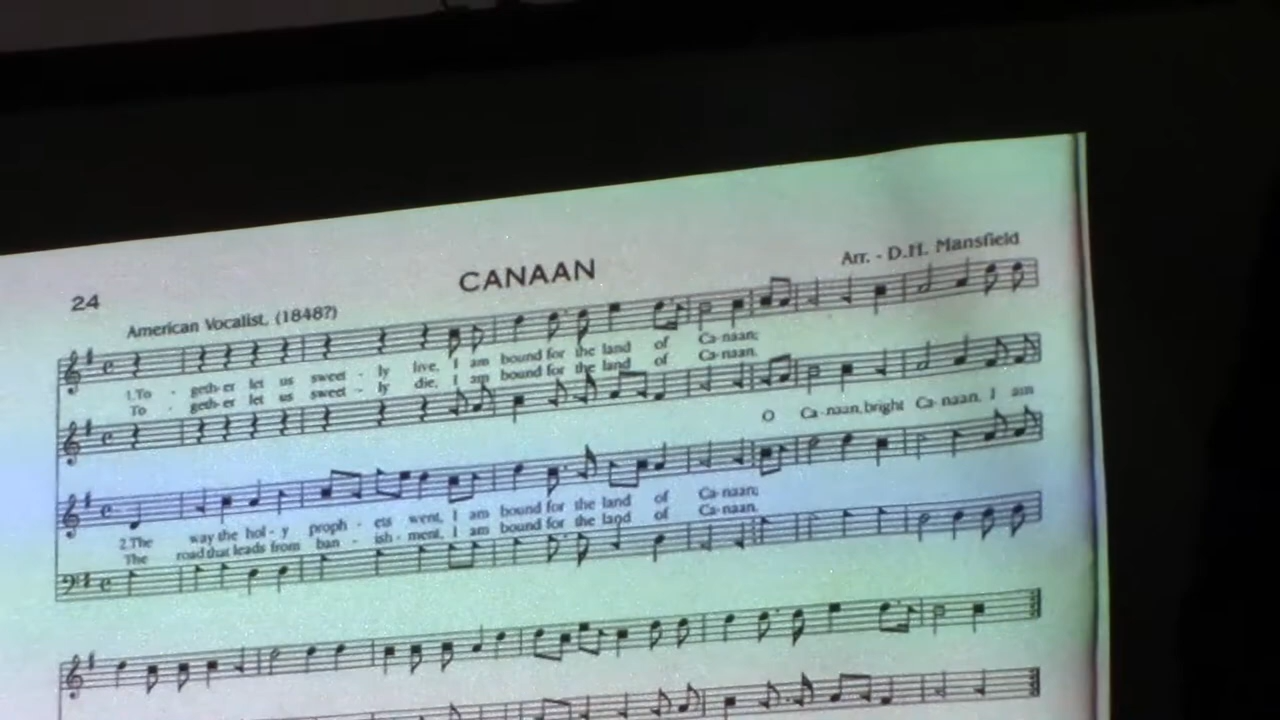 24
CANAAN
American Vocalist, (1848?)
Arr. - D.H. Mansfield
1.To - geth-er let us sweet - ly live, I am bound for the land of Ca-naan;
To - geth-er let us sweet - ly die, I am bound for the land of Ca-naan.
O Ca-naan, bright Ca-naan, I am
2.The way the hol-y proph - ets went, I am bound for the land of Ca-naan;
The road that leads from ban - ish-ment, I am bound for the land of Ca-naan.